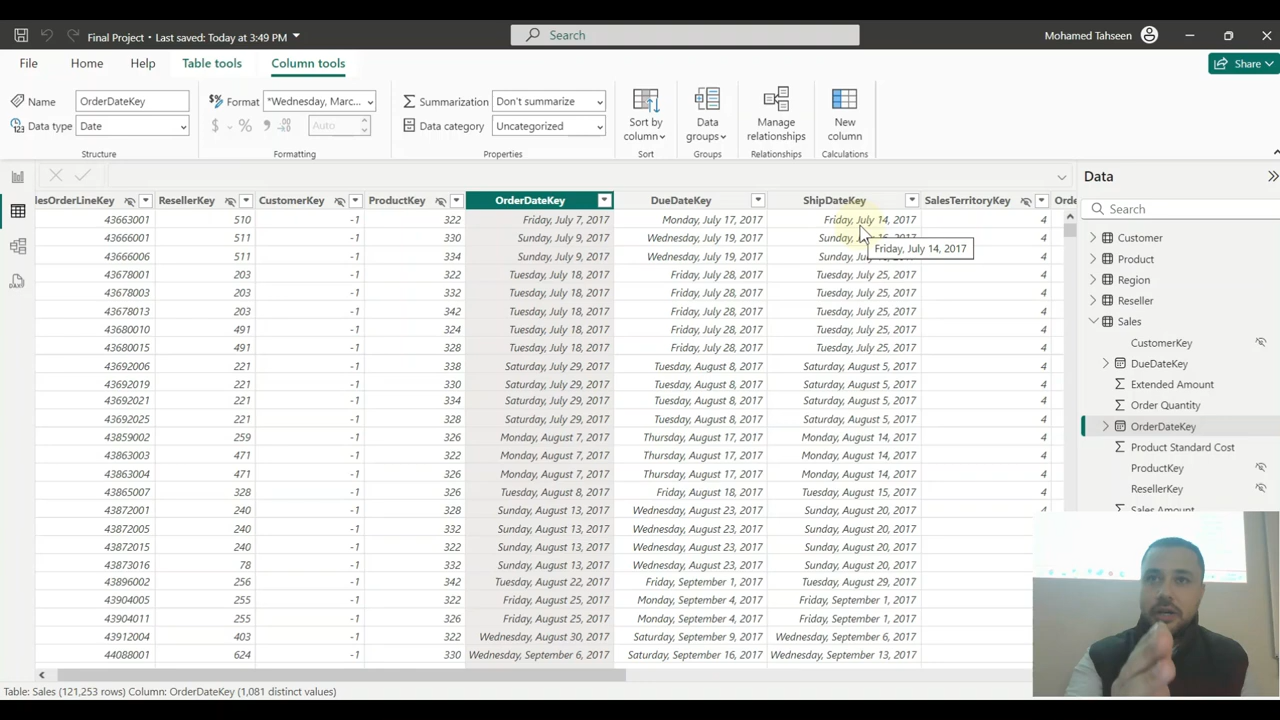 Final Project • Last saved: Today at 3:49 PM
Search
Mohamed Tahseen
File Home Help Table tools Column tools
Share
Name OrderDateKey
Data type Date
Structure
Format *Wednesday, Marc...
$ % Auto
Formatting
Summarization Don't summarize
Data category Uncategorized
Properties
Sort by column
Sort
Data groups
Groups
Manage relationships
Relationships
New column
Calculations
lesOrderLineKey ResellerKey CustomerKey ProductKey OrderDateKey DueDateKey ShipDateKey SalesTerritoryKey Orde
43663001 510 -1 322 Friday, July 7, 2017 Monday, July 17, 2017 Friday, July 14, 2017 4
43666001 511 -1 330 Sunday, July 9, 2017 Wednesday, July 19, 2017 Sunday, July 16, 2017 4
Friday, July 14, 2017
43666006 511 -1 334 Sunday, July 9, 2017 Wednesday, July 19, 2017 Sunday, 4
43678001 203 -1 322 Tuesday, July 18, 2017 Friday, July 28, 2017 Tuesday, July 25, 2017 4
43678003 203 -1 332 Tuesday, July 18, 2017 Friday, July 28, 2017 Tuesday, July 25, 2017 4
43678013 203 -1 342 Tuesday, July 18, 2017 Friday, July 28, 2017 Tuesday, July 25, 2017 4
43680010 491 -1 324 Tuesday, July 18, 2017 Friday, July 28, 2017 Tuesday, July 25, 2017 4
43680015 491 -1 328 Tuesday, July 18, 2017 Friday, July 28, 2017 Tuesday, July 25, 2017 4
43692006 221 -1 328 Saturday, July 29, 2017 Tuesday, August 8, 2017 Saturday, August 5, 2017 4
43692019 221 -1 330 Saturday, July 29, 2017 Tuesday, August 8, 2017 Saturday, August 5, 2017 4
43692021 221 -1 334 Saturday, July 29, 2017 Tuesday, August 8, 2017 Saturday, August 5, 2017 4
43692025 221 -1 328 Saturday, July 29, 2017 Tuesday, August 8, 2017 Saturday, August 5, 2017 4
43859002 259 -1 326 Monday, August 7, 2017 Thursday, August 17, 2017 Monday, August 14, 2017 4
43863003 471 -1 322 Monday, August 7, 2017 Thursday, August 17, 2017 Monday, August 14, 2017 4
43863004 471 -1 326 Monday, August 7, 2017 Thursday, August 17, 2017 Monday, August 14, 2017 4
43865007 328 -1 326 Tuesday, August 8, 2017 Friday, August 18, 2017 Tuesday, August 15, 2017 4
43872001 240 -1 328 Sunday, August 13, 2017 Wednesday, August 23, 2017 Sunday, August 20, 2017 4
43872005 240 -1 332 Sunday, August 13, 2017 Wednesday, August 23, 2017 Sunday, August 20, 2017
43872015 240 -1 322 Sunday, August 13, 2017 Wednesday, August 23, 2017 Sunday, August 20, 2017
43873016 78 -1 332 Sunday, August 13, 2017 Wednesday, August 23, 2017 Sunday, August 20, 2017
43896002 256 -1 342 Tuesday, August 22, 2017 Friday, September 1, 2017 Tuesday, August 29, 2017
43904005 255 -1 322 Friday, August 25, 2017 Monday, September 4, 2017 Friday, September 1, 2017
43904011 255 -1 326 Friday, August 25, 2017 Monday, September 4, 2017 Friday, September 1, 2017
43912004 403 -1 322 Wednesday, August 30, 2017 Saturday, September 9, 2017 Wednesday, September 6, 2017
44088001 624 -1 330 Wednesday, September 6, 2017 Saturday, September 16, 2017 Wednesday, September 13, 2017
Data
Search
Customer
Product
Region
Reseller
Sales
CustomerKey
DueDateKey
Extended Amount
Order Quantity
OrderDateKey
Product Standard Cost
ProductKey
ResellerKey
Sales Amount
Table: Sales (121,253 rows) Column: OrderDateKey (1,081 distinct values)